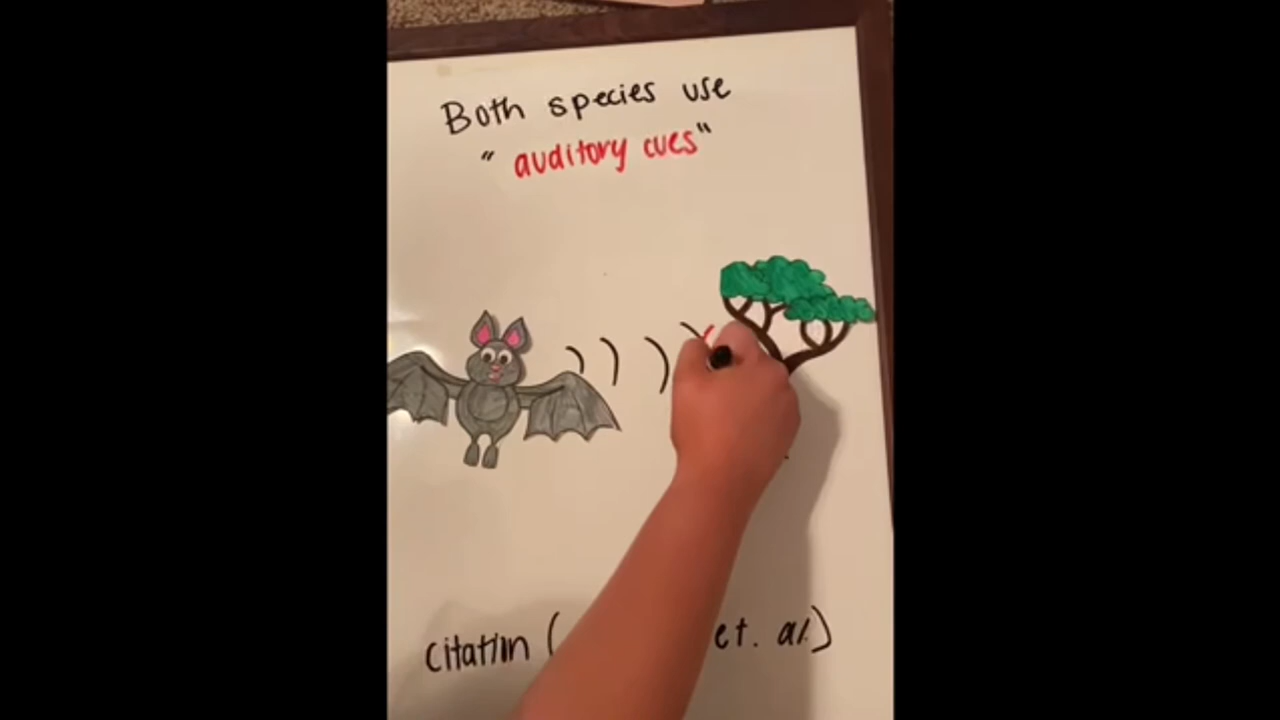 Both species use
" auditory cues"
citation ( et. al.)